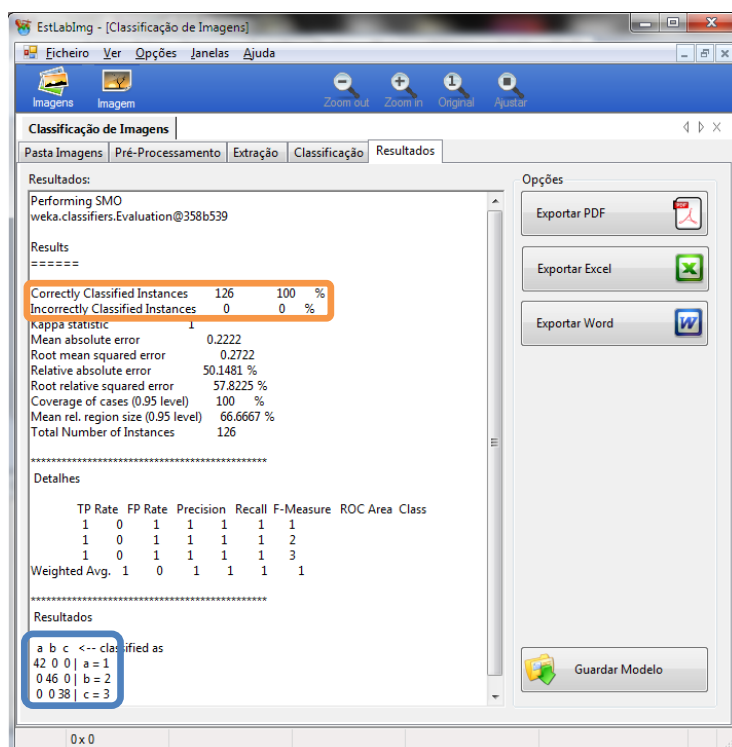 EstLabImg - [Classificação de Imagens]
Ficheiro Ver Opções Janelas Ajuda
Imagens Imagem Zoom out Zoom in Original Ajustar
Classificação de Imagens
Pasta Imagens Pré-Processamento Extração Classificação Resultados
Resultados:
Performing SMO
weka.classifiers.Evaluation@358b539
Results
======
Correctly Classified Instances 126 100 %
Incorrectly Classified Instances 0 0 %
Kappa statistic 1
Mean absolute error 0.2222
Root mean squared error 0.2722
Relative absolute error 50.1481 %
Root relative squared error 57.8225 %
Coverage of cases (0.95 level) 100 %
Mean rel. region size (0.95 level) 66.6667 %
Total Number of Instances 126
*********************************************
Detalhes
TP Rate FP Rate Precision Recall F-Measure ROC Area Class
1 0 1 1 1 1
1 0 1 1 1 2
1 0 1 1 1 3
Weighted Avg. 1 0 1 1 1 1
*********************************************
Resultados
a b c <-- classified as
42 0 0 | a = 1
0 46 0 | b = 2
0 0 38 | c = 3
Opções
Exportar PDF
Exportar Excel
Exportar Word
Guardar Modelo
0 x 0